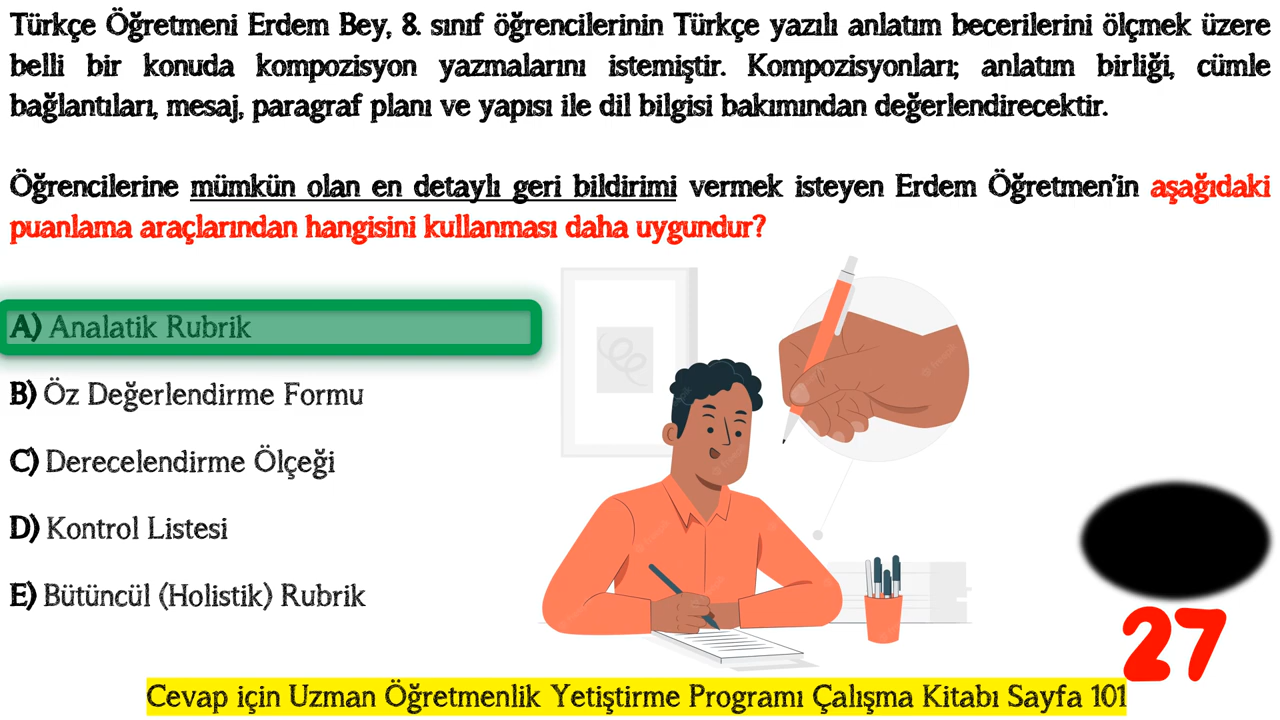 Türkçe Öğretmeni Erdem Bey, 8. sınıf öğrencilerinin Türkçe yazılı anlatım becerilerini ölçmek üzere
belli bir konuda kompozisyon yazmalarını istemiştir. Kompozisyonları; anlatım birliği, cümle
bağlantıları, mesaj, paragraf planı ve yapısı ile dil bilgisi bakımından değerlendirecektir.
Öğrencilerine mümkün olan en detaylı geri bildirimi vermek isteyen Erdem Öğretmen'in aşağıdaki
puanlama araçlarından hangisini kullanması daha uygundur?
A) Analatik Rubrik
B) Öz Değerlendirme Formu
C) Derecelendirme Ölçeği
D) Kontrol Listesi
E) Bütüncül (Holistik) Rubrik
27
Cevap için Uzman Öğretmenlik Yetiştirme Programı Çalışma Kitabı Sayfa 101